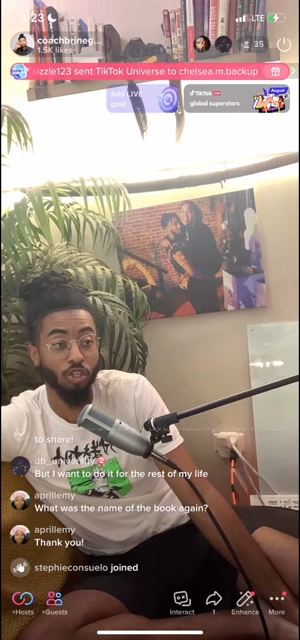 3:23
LTE
coachbrineg...
1.5K likes
35
izzle123 sent TikTok Universe to chelsea.m.backup
Add LIVE
goal
TikTok LIVE
global superstars
August
to share!
db_university
But I want to do it for the rest of my life
aprillemy
What was the name of the book again?
aprillemy
Thank you!
stephieconsuelo joined
+Hosts
+Guests
Interact
1
Enhance
More